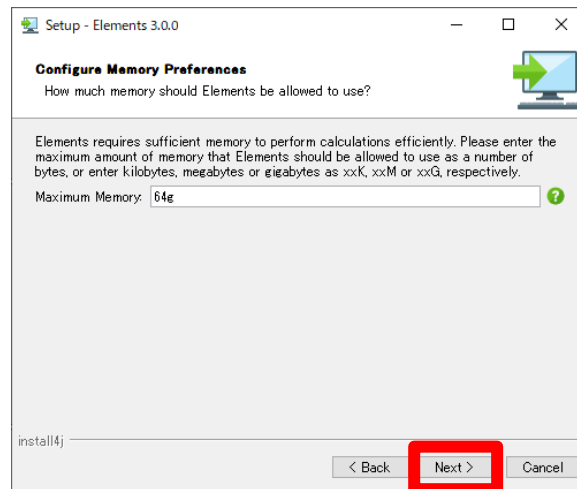 Setup - Elements 3.0.0
Configure Memory Preferences
How much memory should Elements be allowed to use?
Elements requires sufficient memory to perform calculations efficiently. Please enter the
maximum amount of memory that Elements should be allowed to use as a number of
bytes, or enter kilobytes, megabytes or gigabytes as xxK, xxM or xxG, respectively.
Maximum Memory: 64g
install4j
< Back Next > Cancel